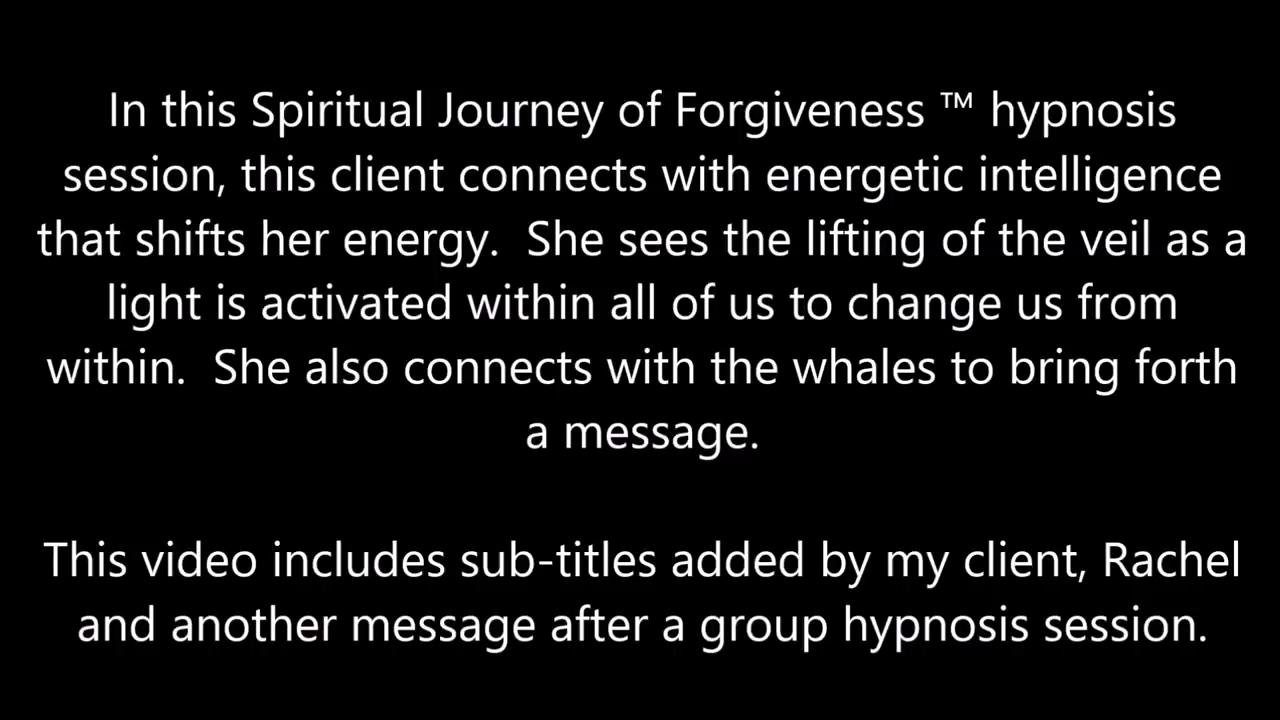 In this Spiritual Journey of Forgiveness ™ hypnosis
session, this client connects with energetic intelligence
that shifts her energy.  She sees the lifting of the veil as a
light is activated within all of us to change us from
within.  She also connects with the whales to bring forth
a message.
This video includes sub-titles added by my client, Rachel
and another message after a group hypnosis session.